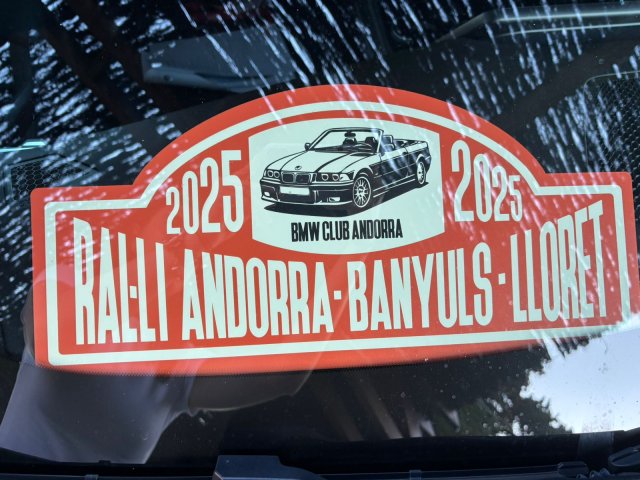 2025
2025
BMW CLUB ANDORRA
RAL·LI ANDORRA·BANYULS·LLORET